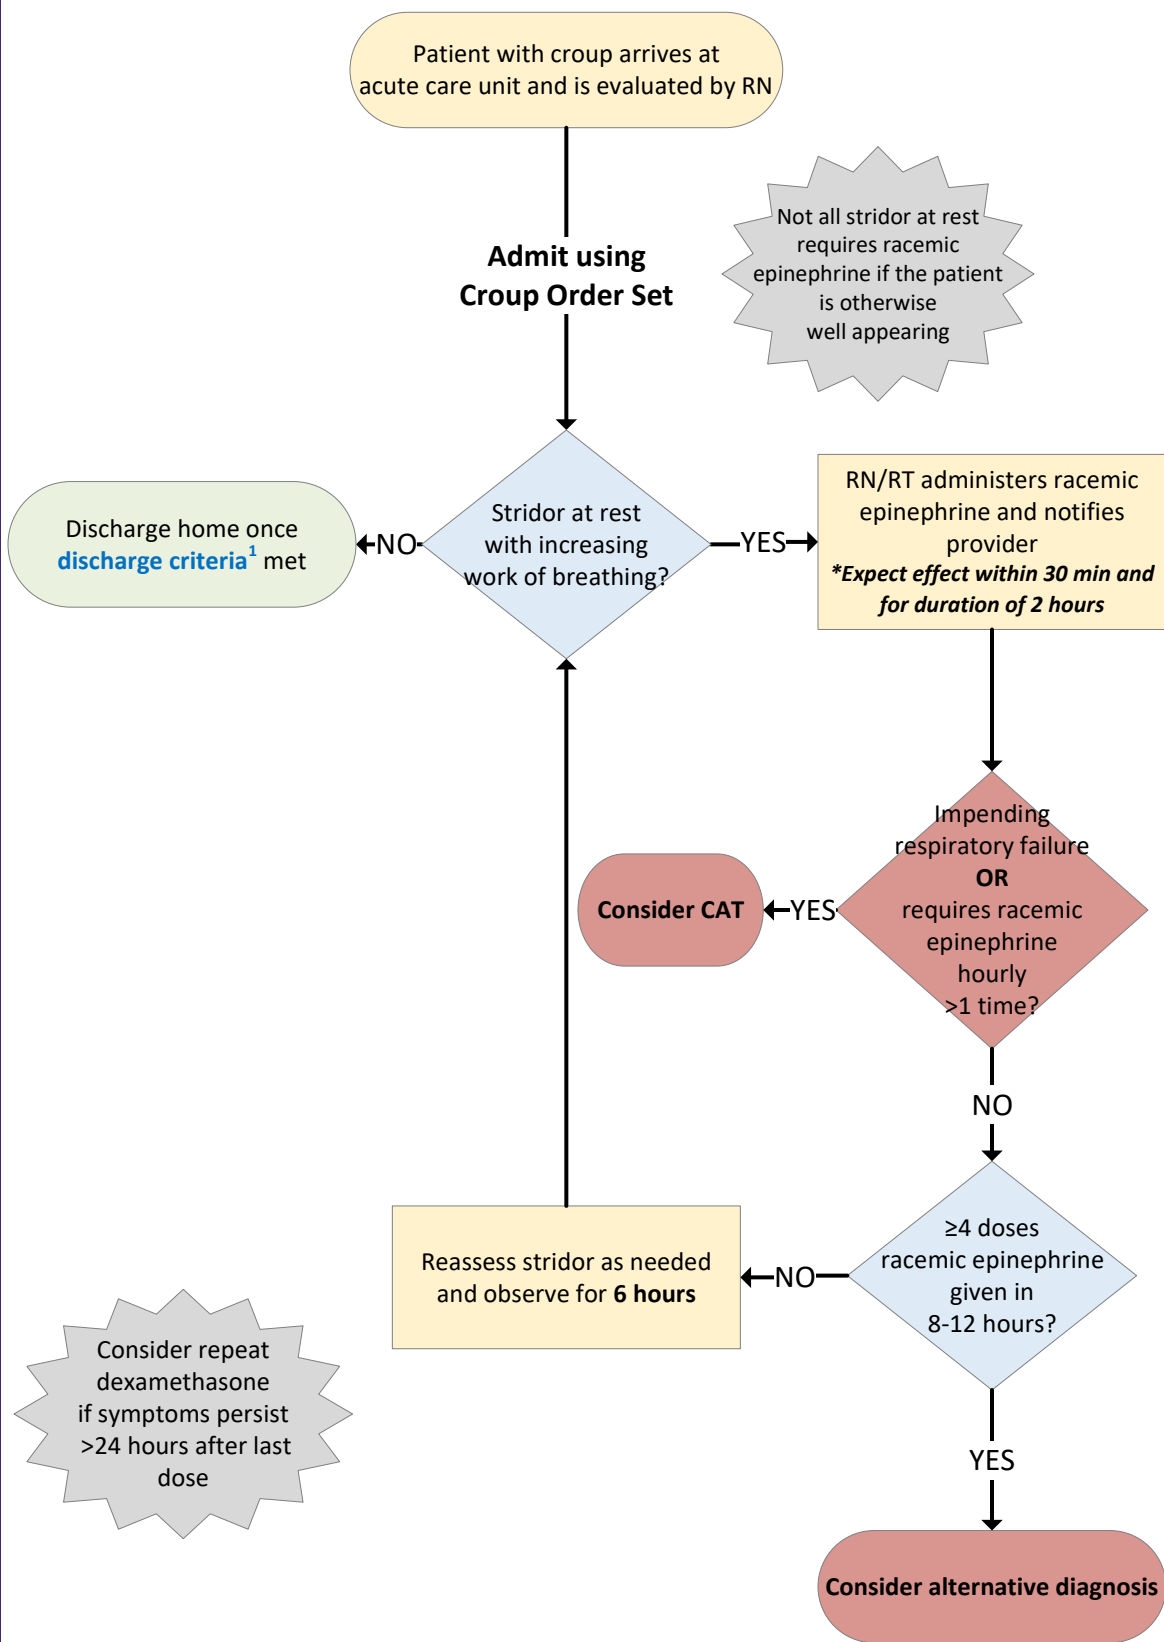 Patient with croup arrives at
acute care unit and is evaluated by RN
Not all stridor at rest
requires racemic
epinephrine if the patient
is otherwise
well appearing
Admit using
Croup Order Set
Stridor at rest
with increasing
work of breathing?
NO
Discharge home once
discharge criteria¹ met
YES
RN/RT administers racemic
epinephrine and notifies
provider
*Expect effect within 30 min and
for duration of 2 hours
Impending
respiratory failure
OR
requires racemic
epinephrine
hourly
>1 time?
YES
Consider CAT
NO
≥4 doses
racemic epinephrine
given in
8-12 hours?
NO
Reassess stridor as needed
and observe for 6 hours
Consider repeat
dexamethasone
if symptoms persist
>24 hours after last
dose
YES
Consider alternative diagnosis